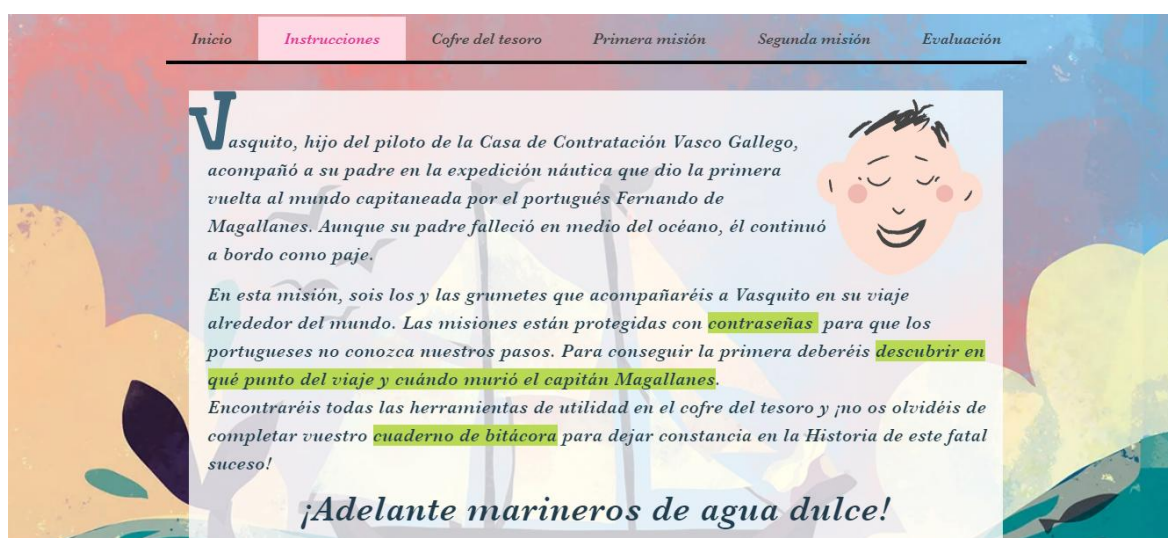 Inicio Instrucciones Cofre del tesoro Primera misión Segunda misión Evaluación
Vasquito, hijo del piloto de la Casa de Contratación Vasco Gallego,
acompañó a su padre en la expedición náutica que dio la primera
vuelta al mundo capitaneada por el portugués Fernando de
Magallanes. Aunque su padre falleció en medio del océano, él continuó
a bordo como paje.
En esta misión, sois los y las grumetes que acompañaréis a Vasquito en su viaje
alrededor del mundo. Las misiones están protegidas con contraseñas para que los
portugueses no conozca nuestros pasos. Para conseguir la primera deberéis descubrir en
qué punto del viaje y cuándo murió el capitán Magallanes.
Encontraréis todas las herramientas de utilidad en el cofre del tesoro y ¡no os olvidéis de
completar vuestro cuaderno de bitácora para dejar constancia en la Historia de este fatal
suceso!
¡Adelante marineros de agua dulce!